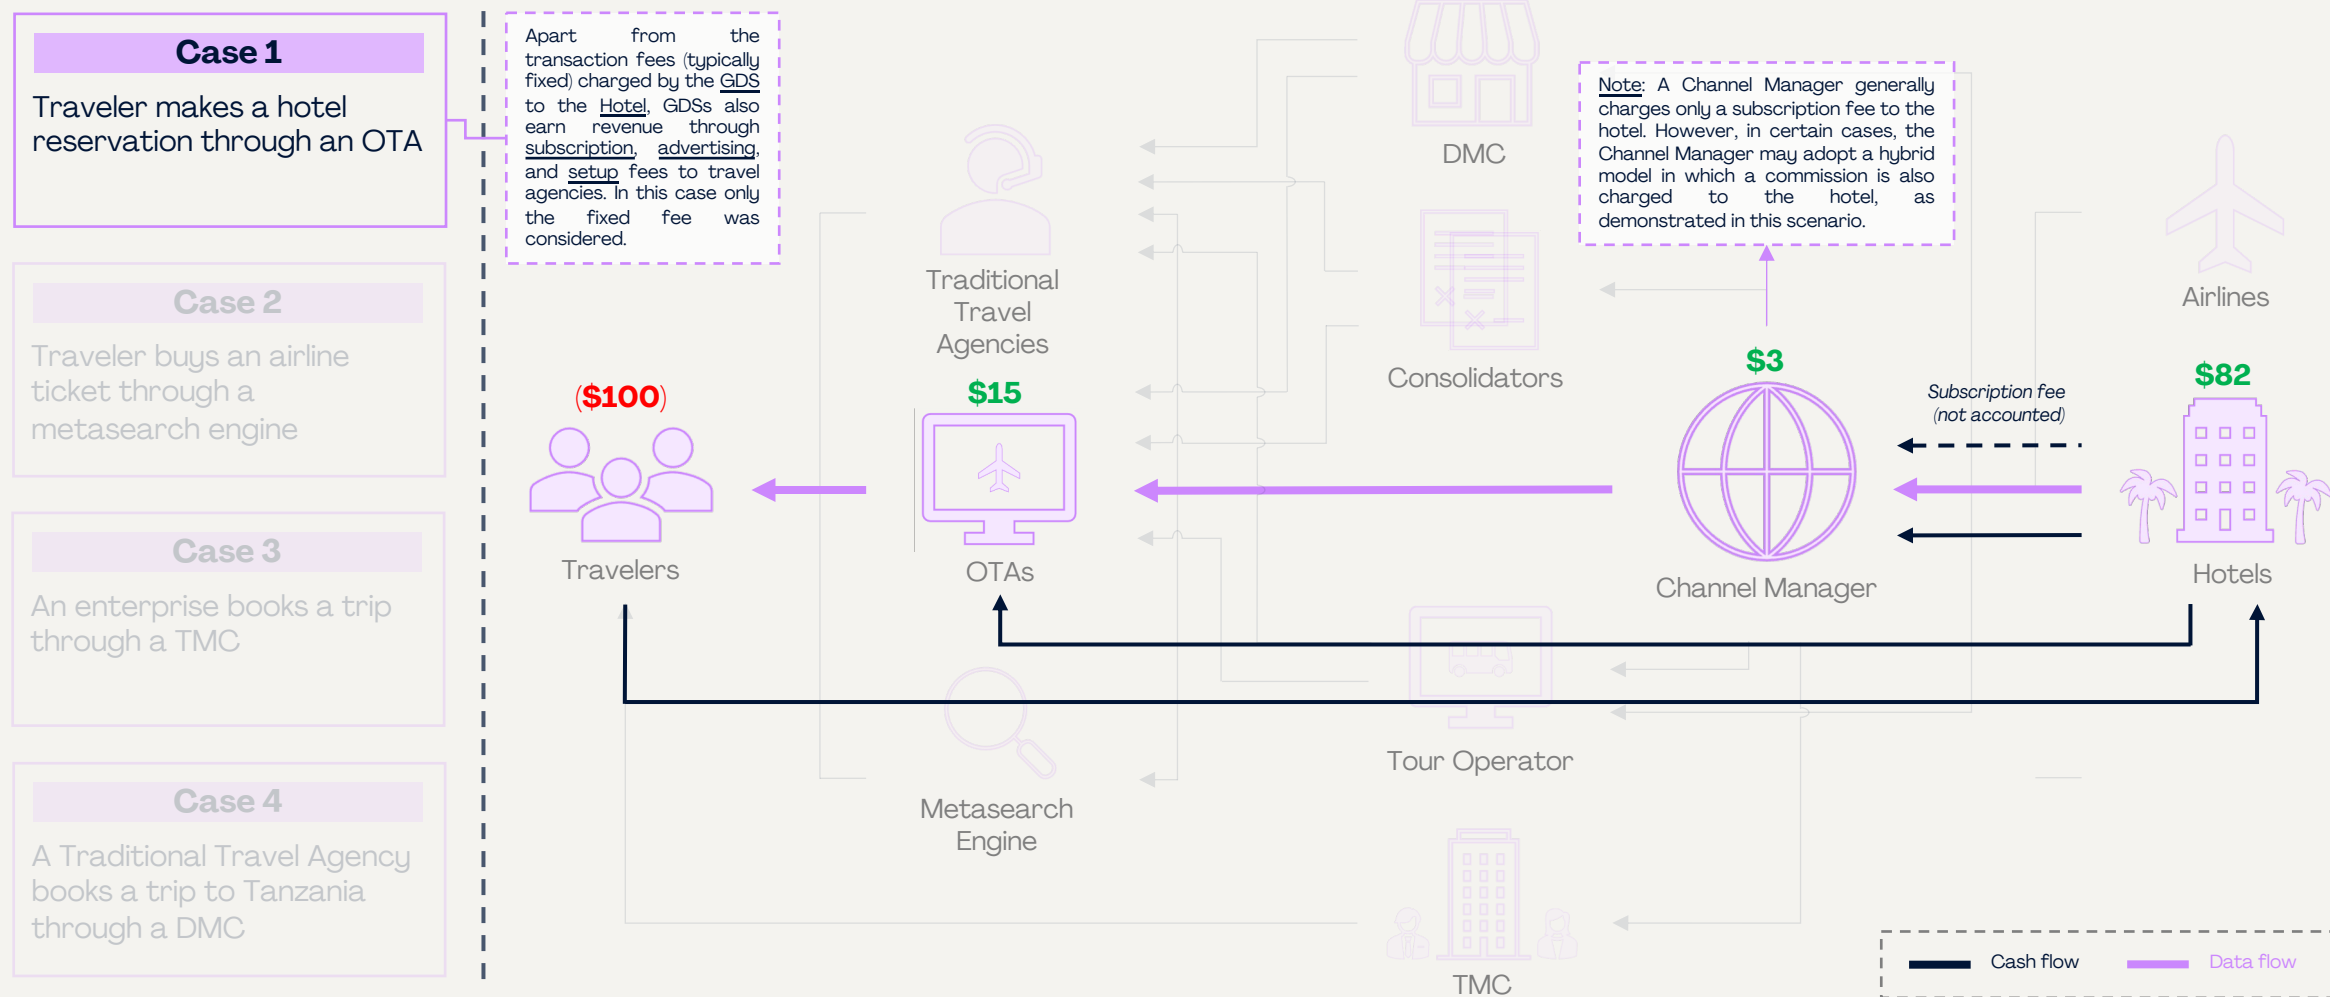 Case 1
Traveler makes a hotel
reservation through an OTA
Case 2
Traveler buys an airline
ticket through a
metasearch engine
Case 3
An enterprise books a trip
through a TMC
Case 4
A Traditional Travel Agency
books a trip to Tanzania
through a DMC
Apart from the
transaction fees (typically
fixed) charged by the GDS
to the Hotel, GDSs also
earn revenue through
subscription, advertising,
and setup fees to travel
agencies. In this case only
the fixed fee was
considered.
($100)
Travelers
Traditional
Travel
Agencies
$15
OTAs
Metasearch
Engine
DMC
Consolidators
Tour Operator
TMC
Note: A Channel Manager generally
charges only a subscription fee to the
hotel. However, in certain cases, the
Channel Manager may adopt a hybrid
model in which a commission is also
charged to the hotel, as
demonstrated in this scenario.
$3
Channel Manager
Subscription fee
(not accounted)
Airlines
$82
Hotels
Cash flow
Data flow